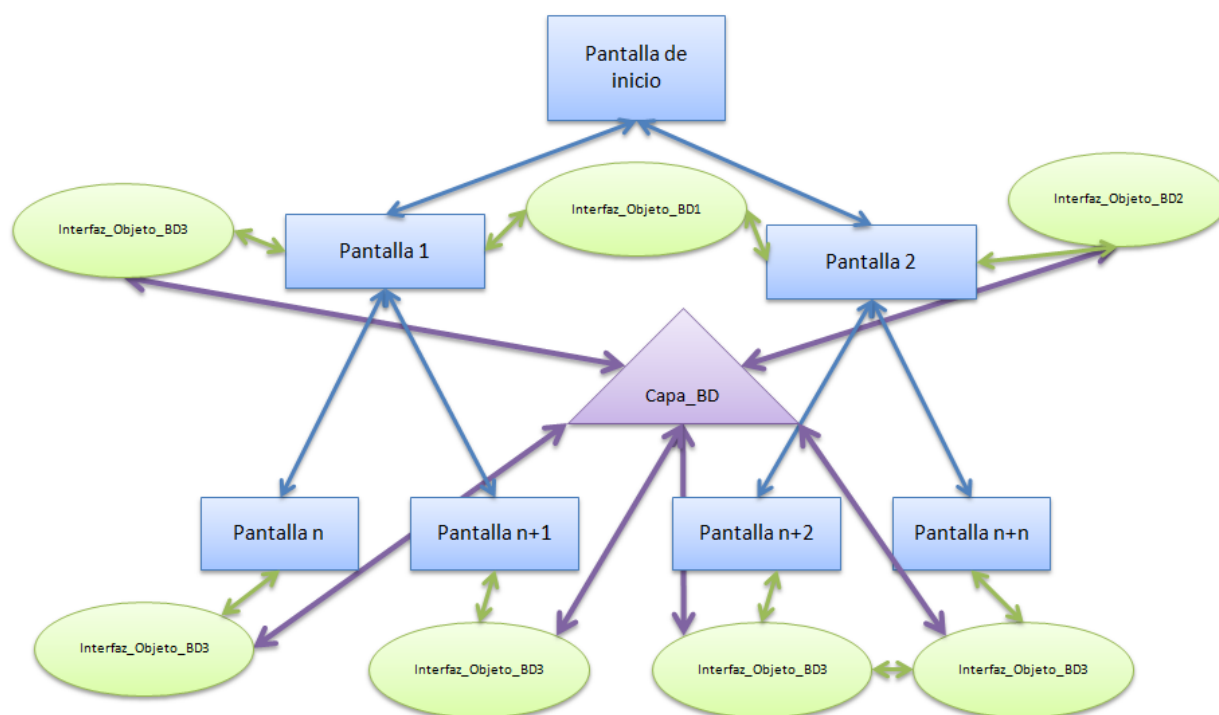 Pantalla de
inicio
Interfaz_Objeto_BD3
Interfaz_Objeto_BD1
Interfaz_Objeto_BD2
Pantalla 1
Pantalla 2
Capa_BD
Pantalla n
Pantalla n+1
Pantalla n+2
Pantalla n+n
Interfaz_Objeto_BD3
Interfaz_Objeto_BD3
Interfaz_Objeto_BD3
Interfaz_Objeto_BD3